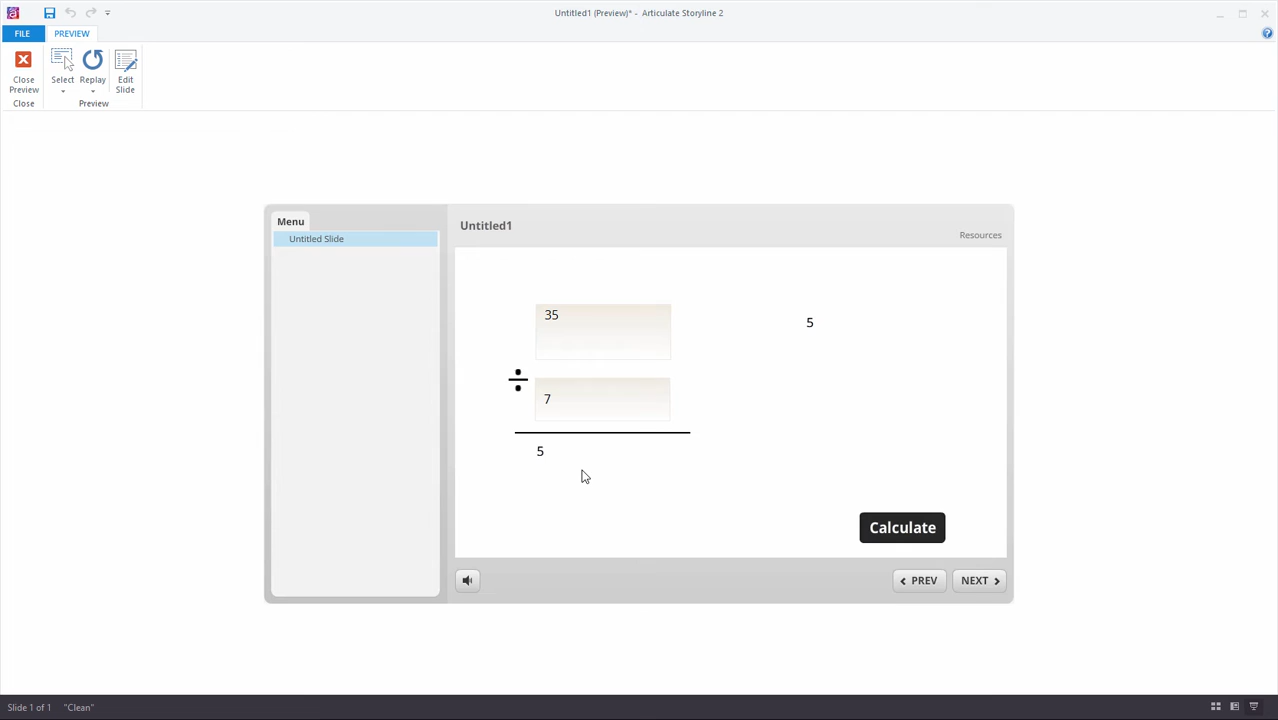 Untitled1 (Preview)* - Articulate Storyline 2
FILE
PREVIEW
Close Preview
Select
Replay
Edit Slide
Close
Preview
Menu
Untitled Slide
Untitled1
Resources
35
5
÷
7
5
Calculate
PREV
NEXT
Slide 1 of 1
"Clean"